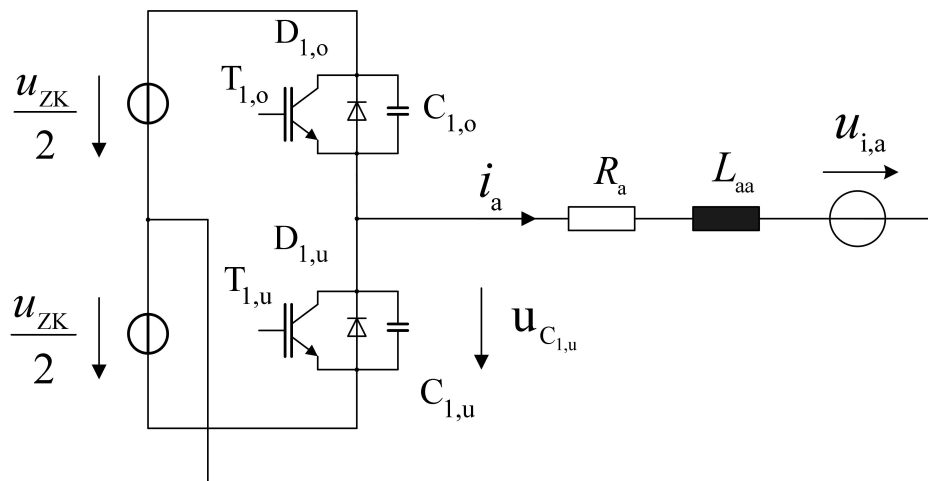 D1,o
uZK
2
T1,o
C1,o
ui,a
ia
Ra
Laa
D1,u
uZK
2
T1,u
uC1,u
C1,u